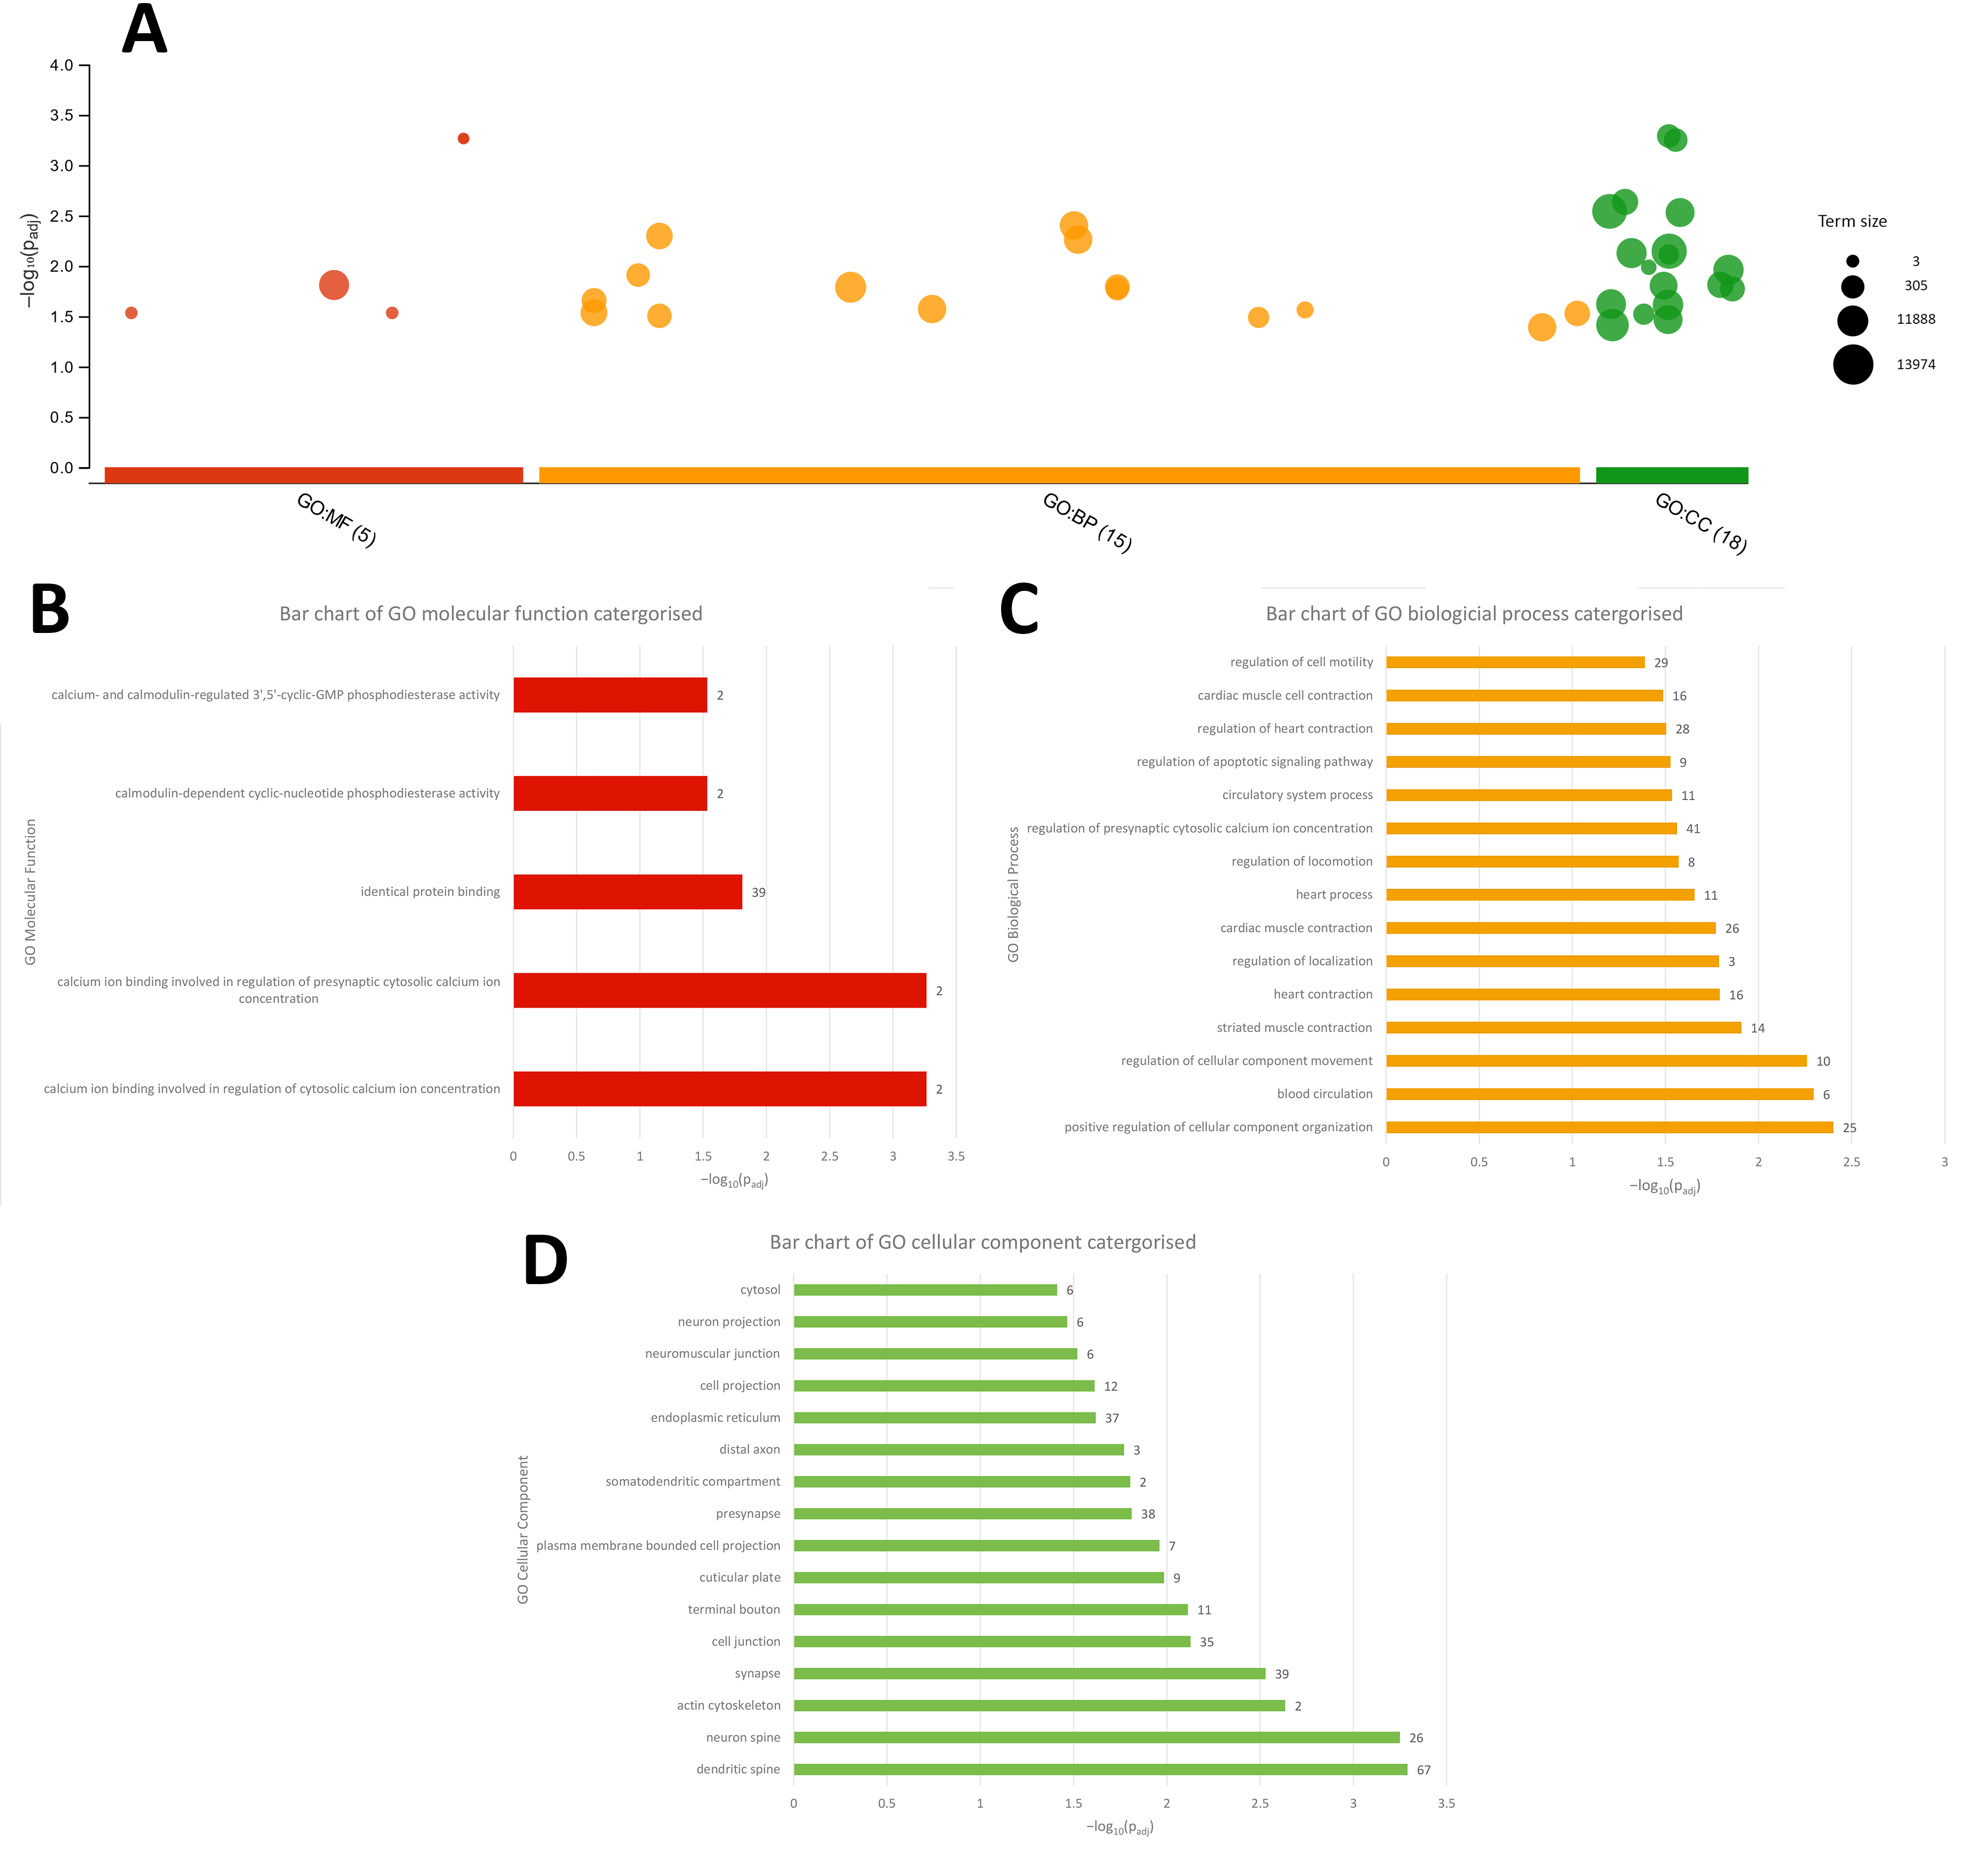 A
4.0
3.5
3.0
2.5
2.0
1.5
1.0
0.5
0.0
−log₁₀(padj)
GO:MF (5)
GO:BP (15)
GO:CC (18)
Term size
3
305
11888
13974
B
Bar chart of GO molecular function catergorised
GO Molecular Function
calcium- and calmodulin-regulated 3',5'-cyclic-GMP phosphodiesterase activity 2
calmodulin-dependent cyclic-nucleotide phosphodiesterase activity 2
identical protein binding 39
calcium ion binding involved in regulation of presynaptic cytosolic calcium ion
concentration 2
calcium ion binding involved in regulation of cytosolic calcium ion concentration 2
0 0.5 1 1.5 2 2.5 3 3.5
−log₁₀(padj)
C
Bar chart of GO biologicial process catergorised
GO Biological Process
regulation of cell motility 29
cardiac muscle cell contraction 16
regulation of heart contraction 28
regulation of apoptotic signaling pathway 9
circulatory system process 11
regulation of presynaptic cytosolic calcium ion concentration 41
regulation of locomotion 8
heart process 11
cardiac muscle contraction 26
regulation of localization 3
heart contraction 16
striated muscle contraction 14
regulation of cellular component movement 10
blood circulation 6
positive regulation of cellular component organization 25
0 0.5 1 1.5 2 2.5 3
−log₁₀(padj)
D
Bar chart of GO cellular component catergorised
GO Cellular Component
cytosol 6
neuron projection 6
neuromuscular junction 6
cell projection 12
endoplasmic reticulum 37
distal axon 3
somatodendritic compartment 2
presynapse 38
plasma membrane bounded cell projection 7
cuticular plate 9
terminal bouton 11
cell junction 35
synapse 39
actin cytoskeleton 2
neuron spine 26
dendritic spine 67
0 0.5 1 1.5 2 2.5 3 3.5
−log₁₀(padj)